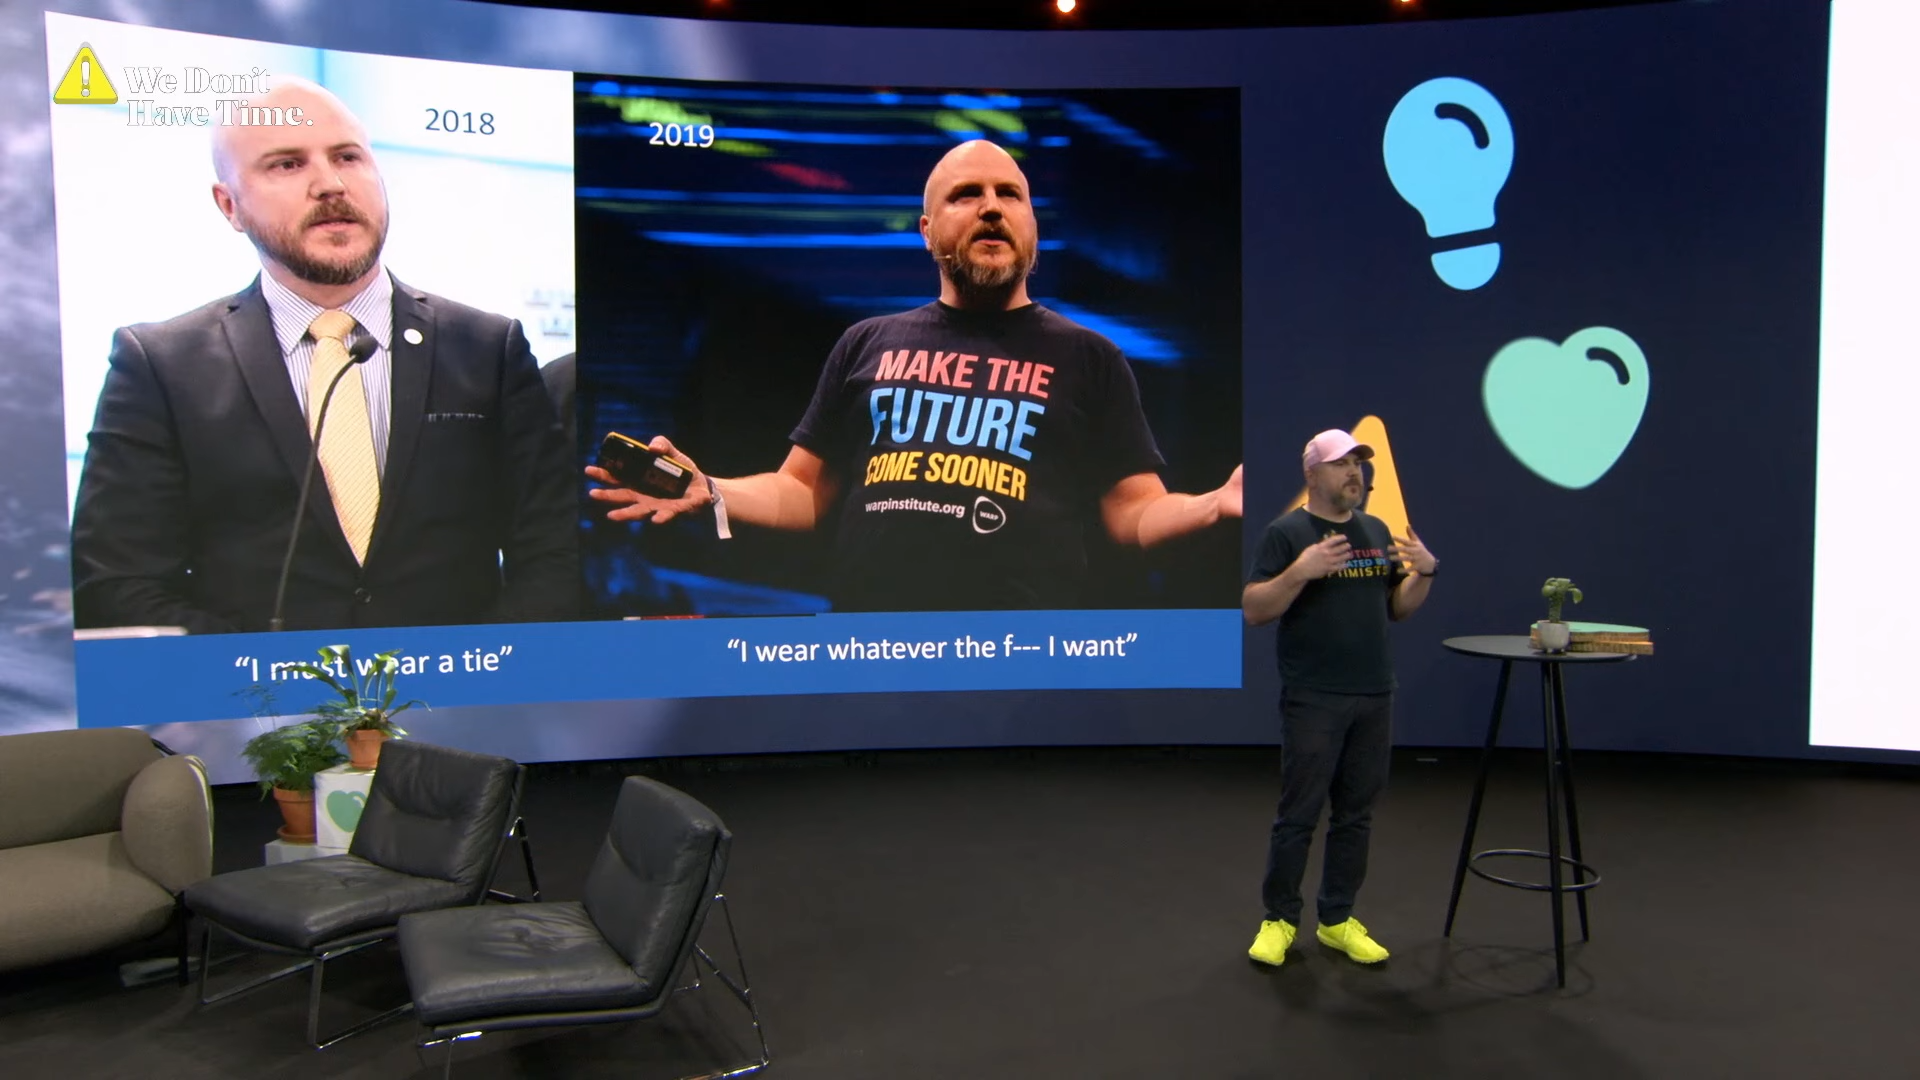 We Don't
Have Time.
2018
2019
MAKE THE
FUTURE
COME SOONER
warpinstitute.org
WARP
“I must wear a tie”
“I wear whatever the f--- I want”